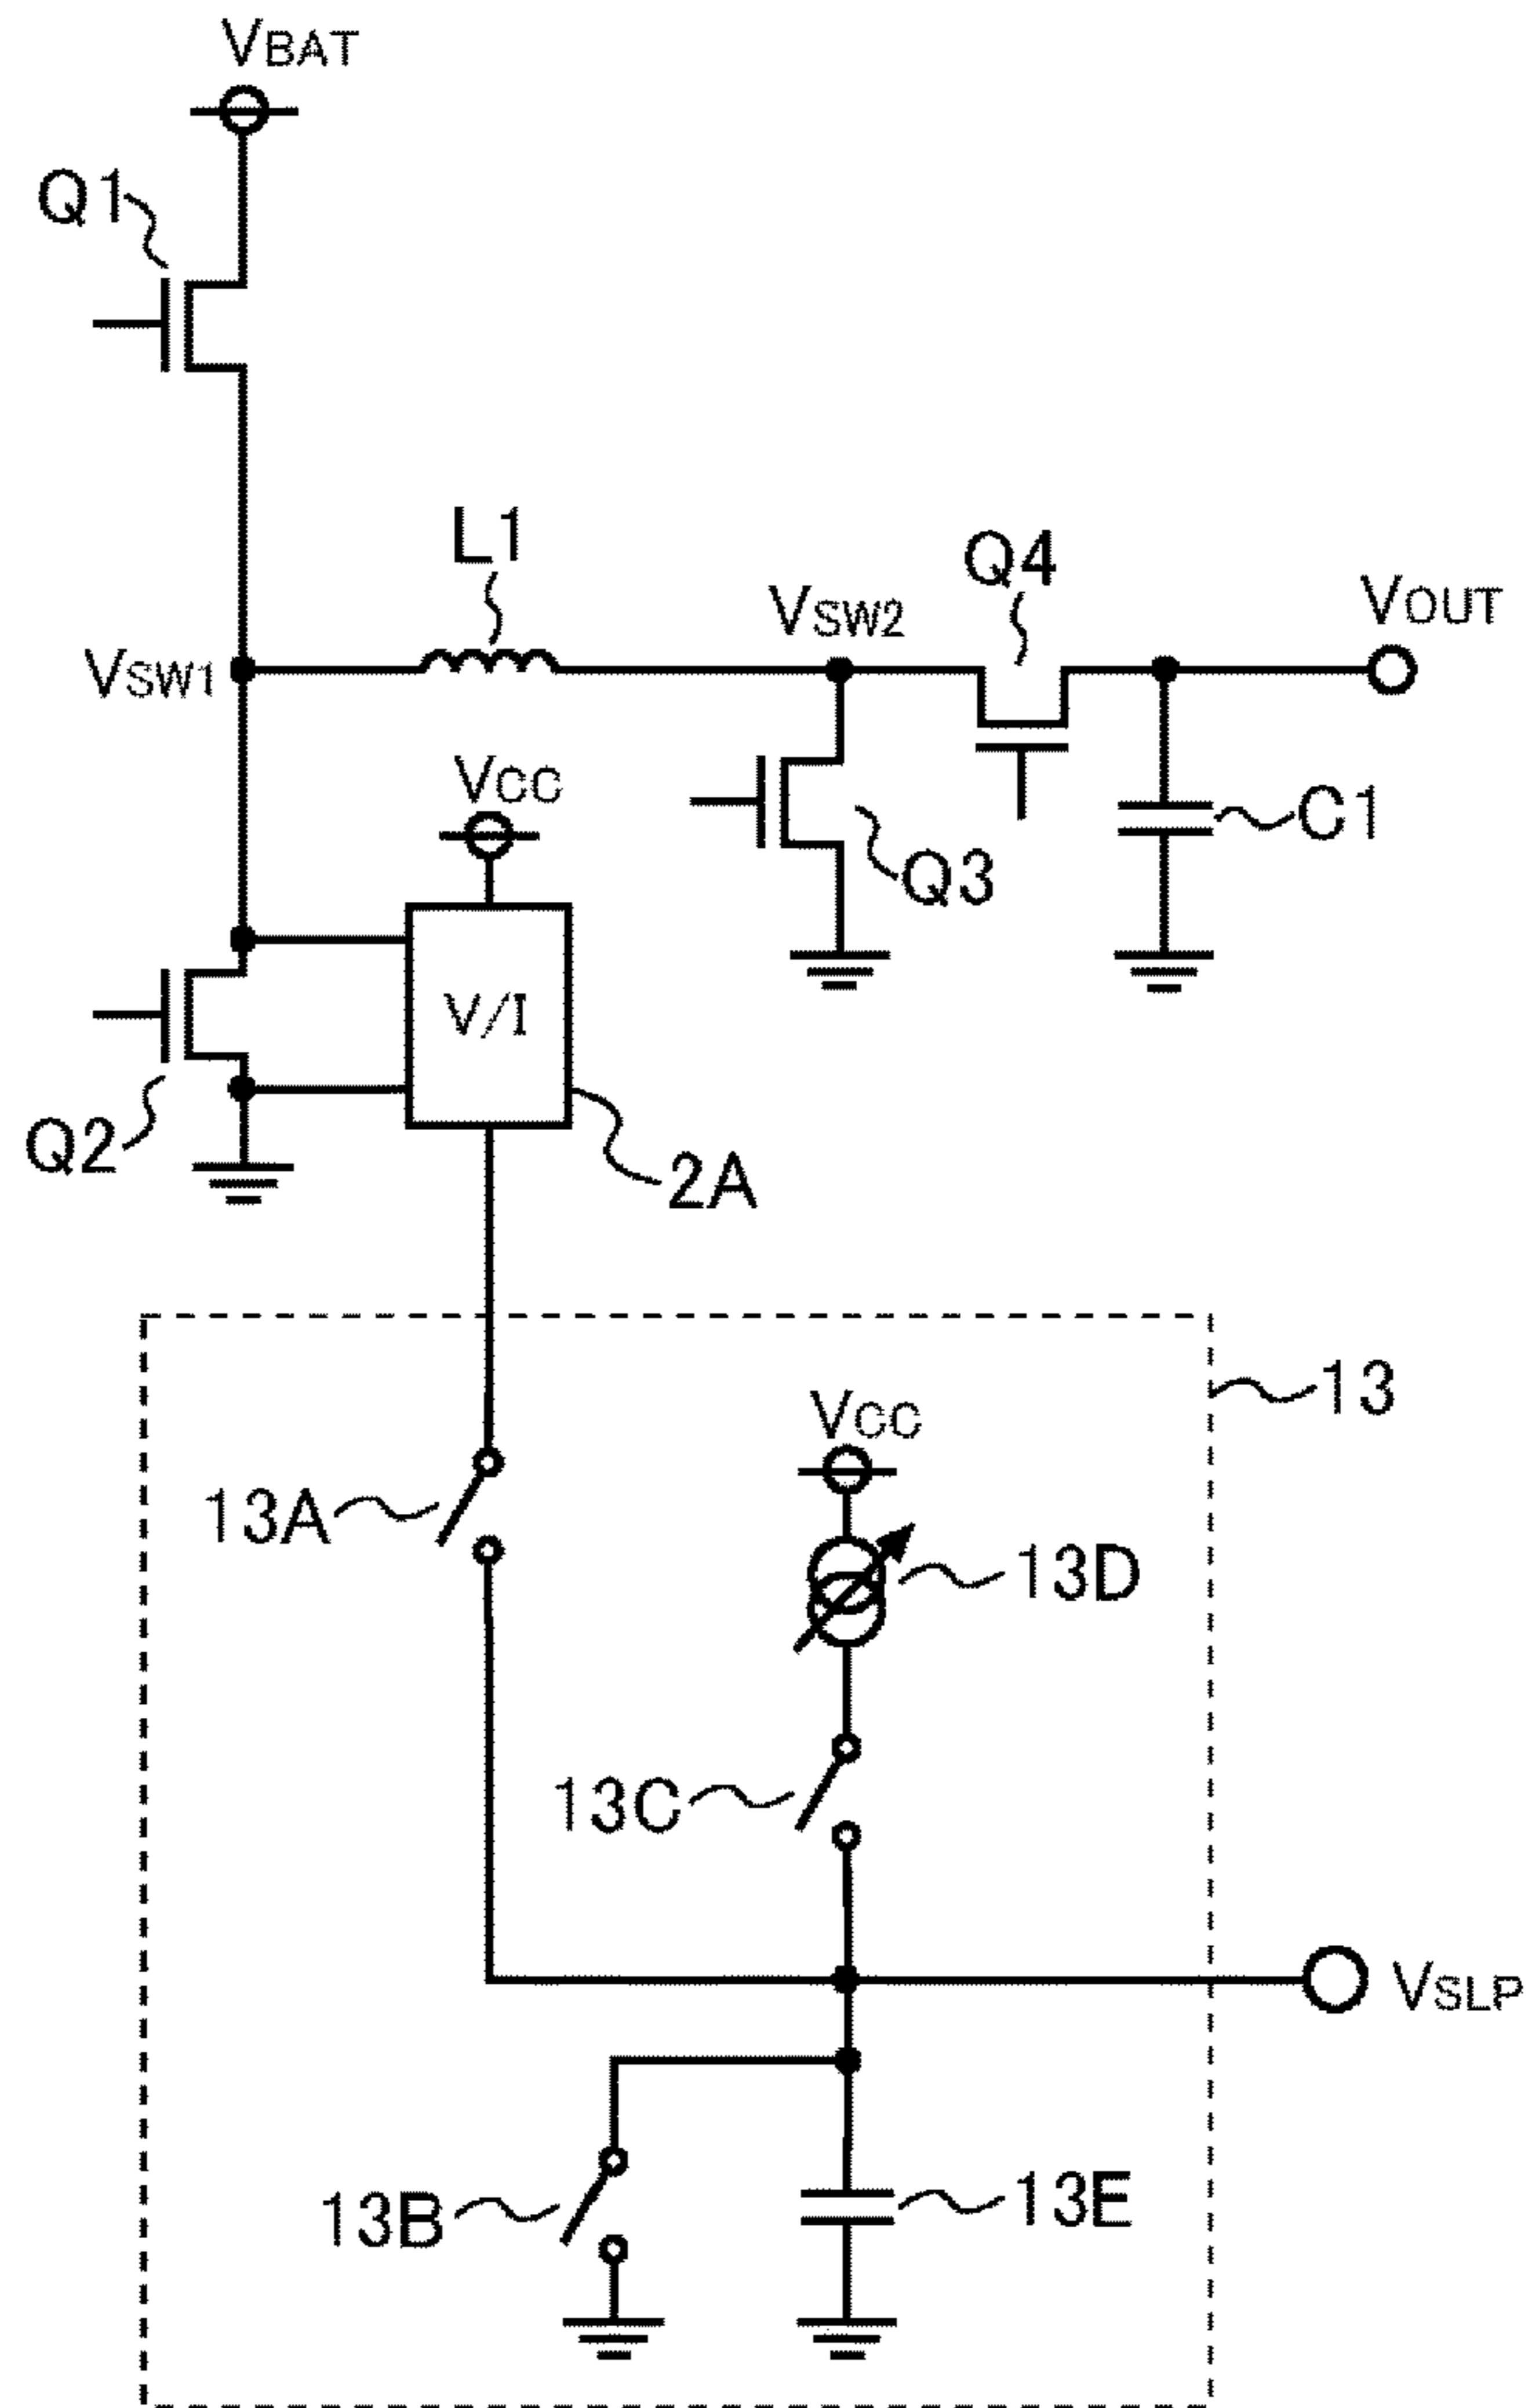 VBAT
Q1
L1
Q4
VSW2
VOUT
VSW1
VCC
C1
Q3
V/I
Q2
2A
13
VCC
13A
13D
13C
VSLP
13B
13E